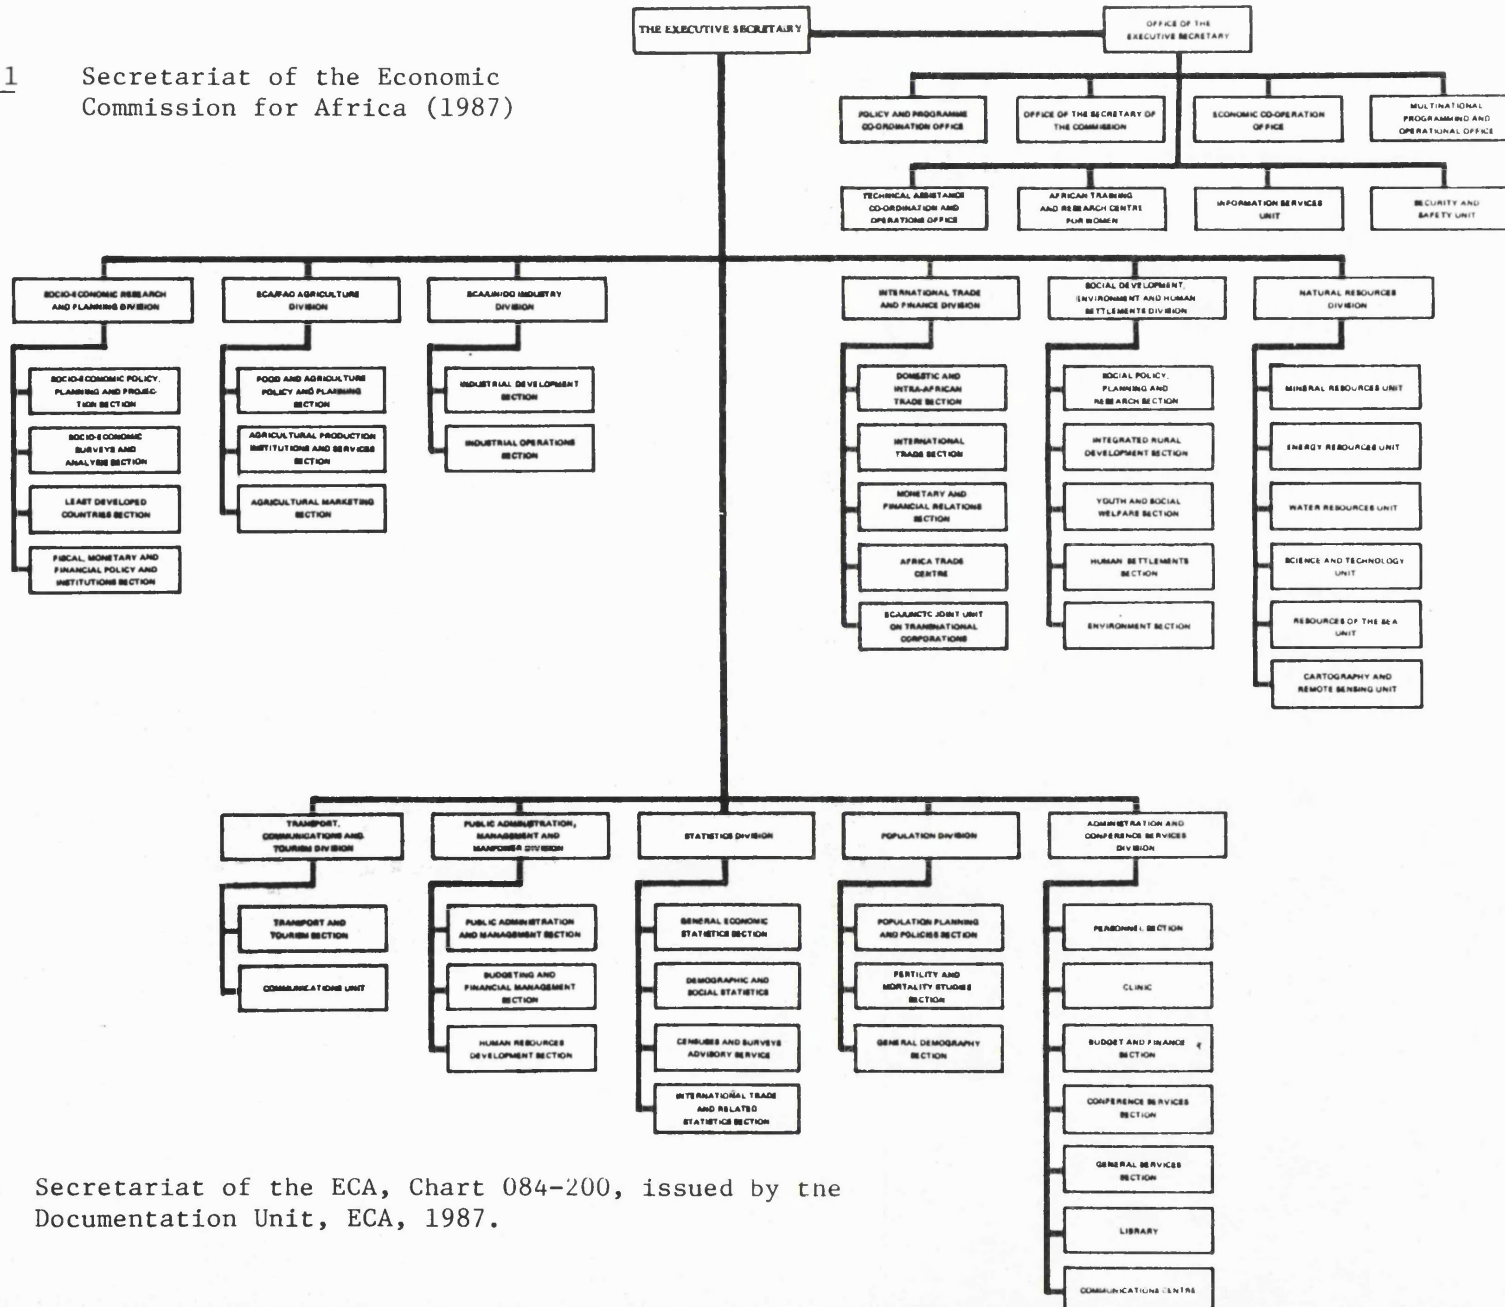 THE EXECUTIVE SECRETARY
OFFICE OF THE
EXECUTIVE SECRETARY
1
Secretariat of the Economic
Commission for Africa (1987)
POLICY AND PROGRAMME
CO-ORDINATION OFFICE
OFFICE OF THE SECRETARY OF
THE COMMISSION
ECONOMIC CO-OPERATION
OFFICE
MULTINATIONAL
PROGRAMMING AND
OPERATIONAL OFFICE
TECHNICAL ASSISTANCE
CO-ORDINATION AND
OPERATIONS OFFICE
AFRICAN TRAINING
AND RESEARCH CENTRE
FOR WOMEN
INFORMATION SERVICES
UNIT
SECURITY AND
SAFETY UNIT
SOCIO-ECONOMIC RESEARCH
AND PLANNING DIVISION
ECA/FAO AGRICULTURE
DIVISION
ECA/UNIDO INDUSTRY
DIVISION
INTERNATIONAL TRADE
AND FINANCE DIVISION
SOCIAL DEVELOPMENT,
ENVIRONMENT AND HUMAN
SETTLEMENTS DIVISION
NATURAL RESOURCES
DIVISION
SOCIO-ECONOMIC POLICY,
PLANNING AND PROJEC-
TION SECTION
SOCIO-ECONOMIC
SURVEYS AND
ANALYSIS SECTION
LEAST DEVELOPED
COUNTRIES SECTION
FISCAL, MONETARY AND
FINANCIAL POLICY AND
INSTITUTIONS SECTION
FOOD AND AGRICULTURE
POLICY AND PLANNING
SECTION
AGRICULTURAL PRODUCTION
INSTITUTIONS AND SERVICES
SECTION
AGRICULTURAL MARKETING
SECTION
INDUSTRIAL DEVELOPMENT
SECTION
INDUSTRIAL OPERATIONS
SECTION
DOMESTIC AND
INTRA-AFRICAN
TRADE SECTION
INTERNATIONAL
TRADE SECTION
MONETARY AND
FINANCIAL RELATIONS
SECTION
AFRICA TRADE
CENTRE
ECA/UNCTC JOINT UNIT
ON TRANSNATIONAL
CORPORATIONS
SOCIAL POLICY,
PLANNING AND
RESEARCH SECTION
INTEGRATED RURAL
DEVELOPMENT SECTION
YOUTH AND SOCIAL
WELFARE SECTION
HUMAN SETTLEMENTS
SECTION
ENVIRONMENT SECTION
MINERAL RESOURCES UNIT
ENERGY RESOURCES UNIT
WATER RESOURCES UNIT
SCIENCE AND TECHNOLOGY
UNIT
RESOURCES OF THE SEA
UNIT
CARTOGRAPHY AND
REMOTE SENSING UNIT
TRANSPORT,
COMMUNICATIONS AND
TOURISM DIVISION
PUBLIC ADMINISTRATION,
MANAGEMENT AND
MANPOWER DIVISION
STATISTICS DIVISION
POPULATION DIVISION
ADMINISTRATION AND
CONFERENCE SERVICES
DIVISION
TRANSPORT AND
TOURISM SECTION
COMMUNICATIONS UNIT
PUBLIC ADMINISTRATION
AND MANAGEMENT SECTION
BUDGETING AND
FINANCIAL MANAGEMENT
SECTION
HUMAN RESOURCES
DEVELOPMENT SECTION
GENERAL ECONOMIC
STATISTICS SECTION
DEMOGRAPHIC AND
SOCIAL STATISTICS
CENSUSES AND SURVEYS
ADVISORY SERVICE
INTERNATIONAL TRADE
AND RELATED
STATISTICS SECTION
POPULATION PLANNING
AND POLICIES SECTION
FERTILITY AND
MORTALITY STUDIES
SECTION
GENERAL DEMOGRAPHY
SECTION
PERSONNEL SECTION
CLINIC
BUDGET AND FINANCE
SECTION
CONFERENCE SERVICES
SECTION
GENERAL SERVICES
SECTION
LIBRARY
COMMUNICATIONS CENTRE
Secretariat of the ECA, Chart 084-200, issued by the
Documentation Unit, ECA, 1987.